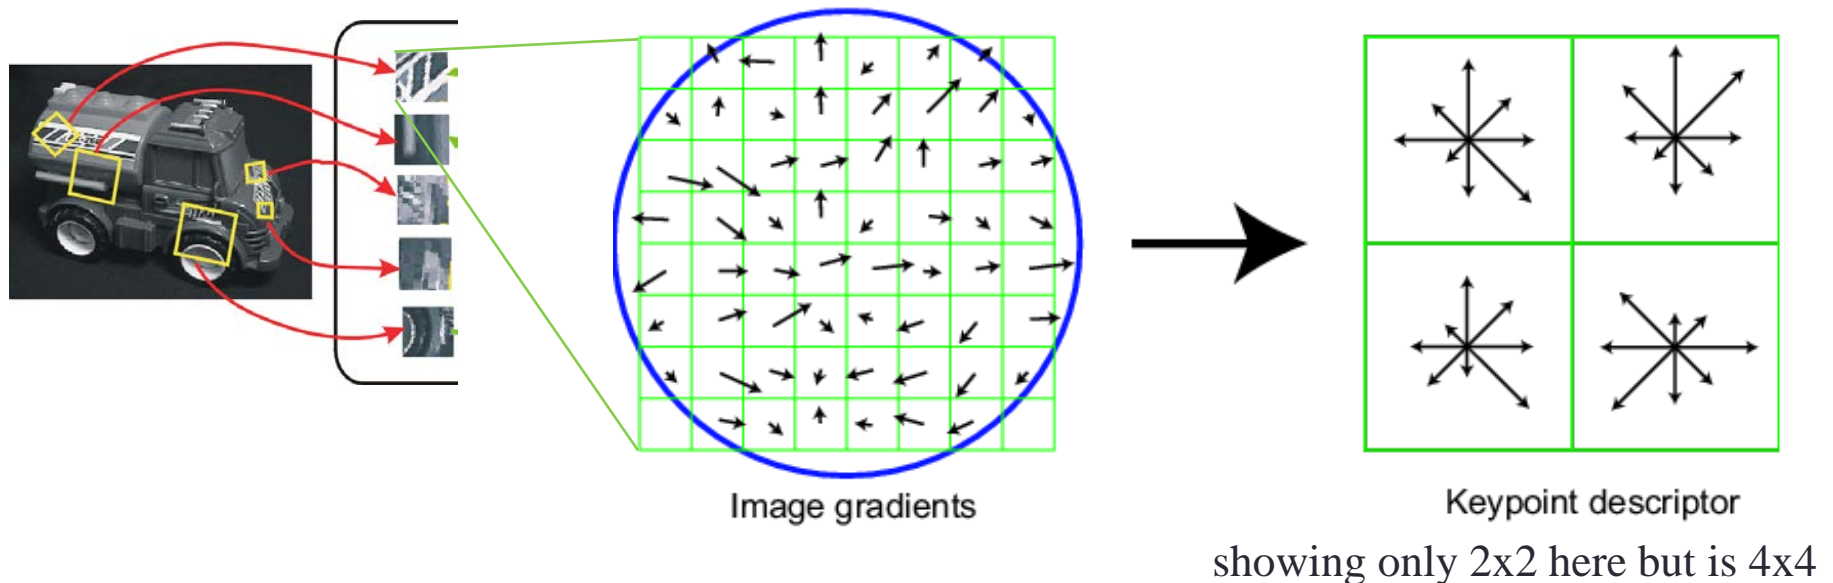 Image gradients
Keypoint descriptor
showing only 2x2 here but is 4x4